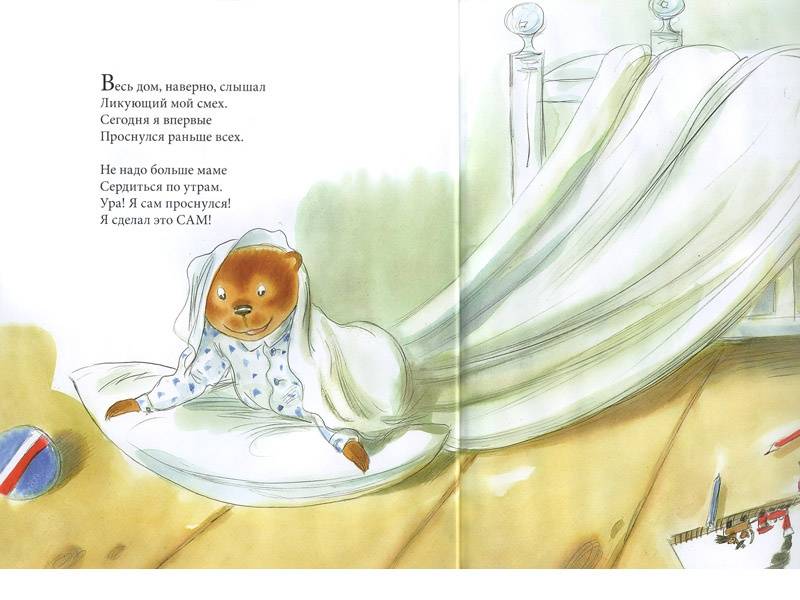 Весь дом, наверно, слышал
Ликующий мой смех.
Сегодня я впервые
Проснулся раньше всех.
Не надо больше маме
Сердиться по утрам.
Ура! Я сам проснулся!
Я сделал это САМ!